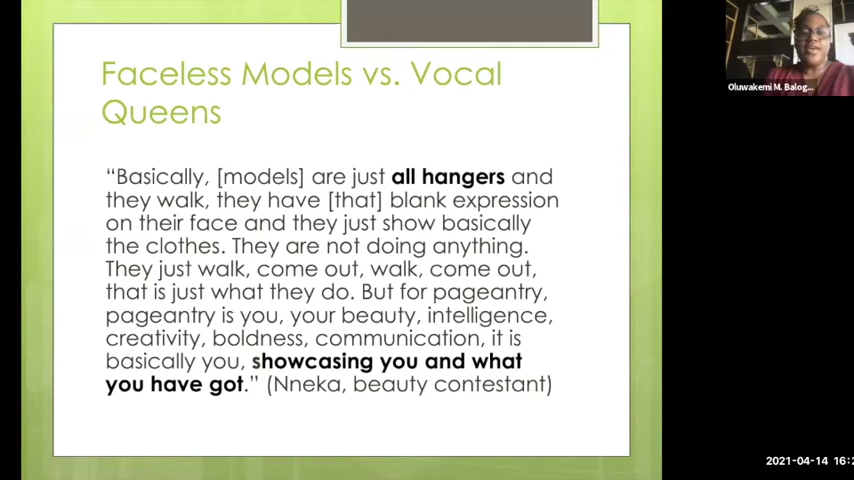 Faceless Models vs. Vocal
Queens
“Basically, [models] are just all hangers and
they walk, they have [that] blank expression
on their face and they just show basically
the clothes. They are not doing anything.
They just walk, come out, walk, come out,
that is just what they do. But for pageantry,
pageantry is you, your beauty, intelligence,
creativity, boldness, communication, it is
basically you, showcasing you and what
you have got.” (Nneka, beauty contestant)
Oluwakemi M. Balog...
2021-04-14 16:2